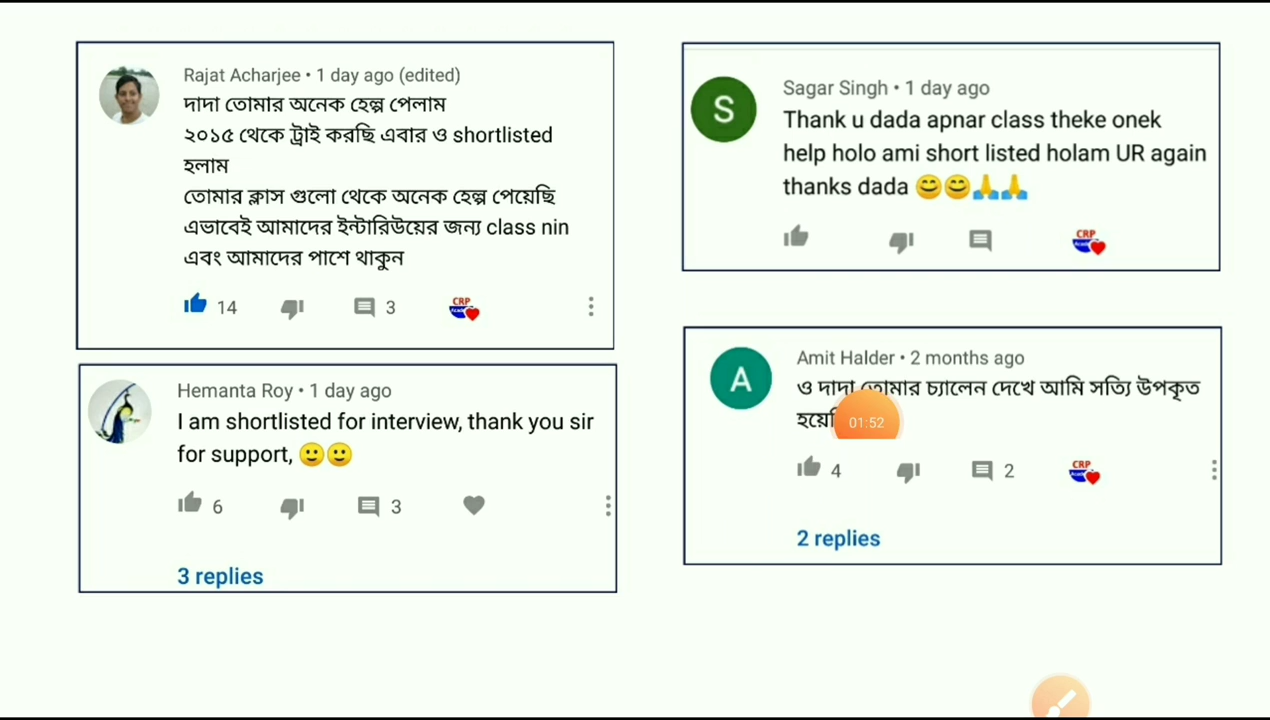 Rajat Acharjee • 1 day ago (edited)
দাদা তোমার অনেক হেল্প পেলাম
২০১৫ থেকে ট্রাই করছি এবার ও shortlisted
হলাম
তোমার ক্লাস গুলো থেকে অনেক হেল্প পেয়েছি
এভাবেই আমাদের ইন্টারিউয়ের জন্য class nin
এবং আমাদের পাশে থাকুন
14 3 CRP
Hemanta Roy • 1 day ago
I am shortlisted for interview, thank you sir
for support, 🙂🙂
6 3
3 replies
S
Sagar Singh • 1 day ago
Thank u dada apnar class theke onek
help holo ami short listed holam UR again
thanks dada 😊😊🙏🙏
CRP
A
Amit Halder • 2 months ago
ও দাদা তোমার চ্যালেন দেখে আমি সত্যি উপকৃত
01:52
4 2 CRP
2 replies